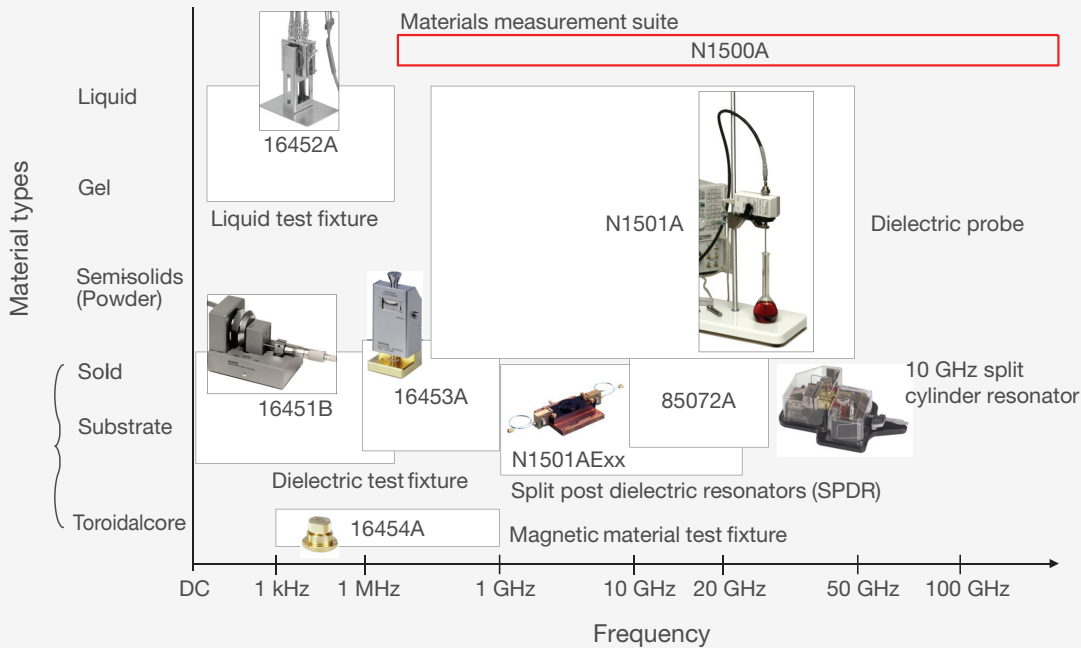 Materials measurement suite
N1500A
Liquid
16452A
Gel
Liquid test fixture
N1501A
Dielectric probe
Material types
Semi-solids
(Powder)
Sold
16451B
16453A
85072A
10 GHz split
cylinder resonator
Substrate
N1501AExx
Dielectric test fixture
Split post dielectric resonators (SPDR)
Toroidalcore
16454A
Magnetic material test fixture
DC
1 kHz
1 MHz
1 GHz
10 GHz
20 GHz
50 GHz
100 GHz
Frequency